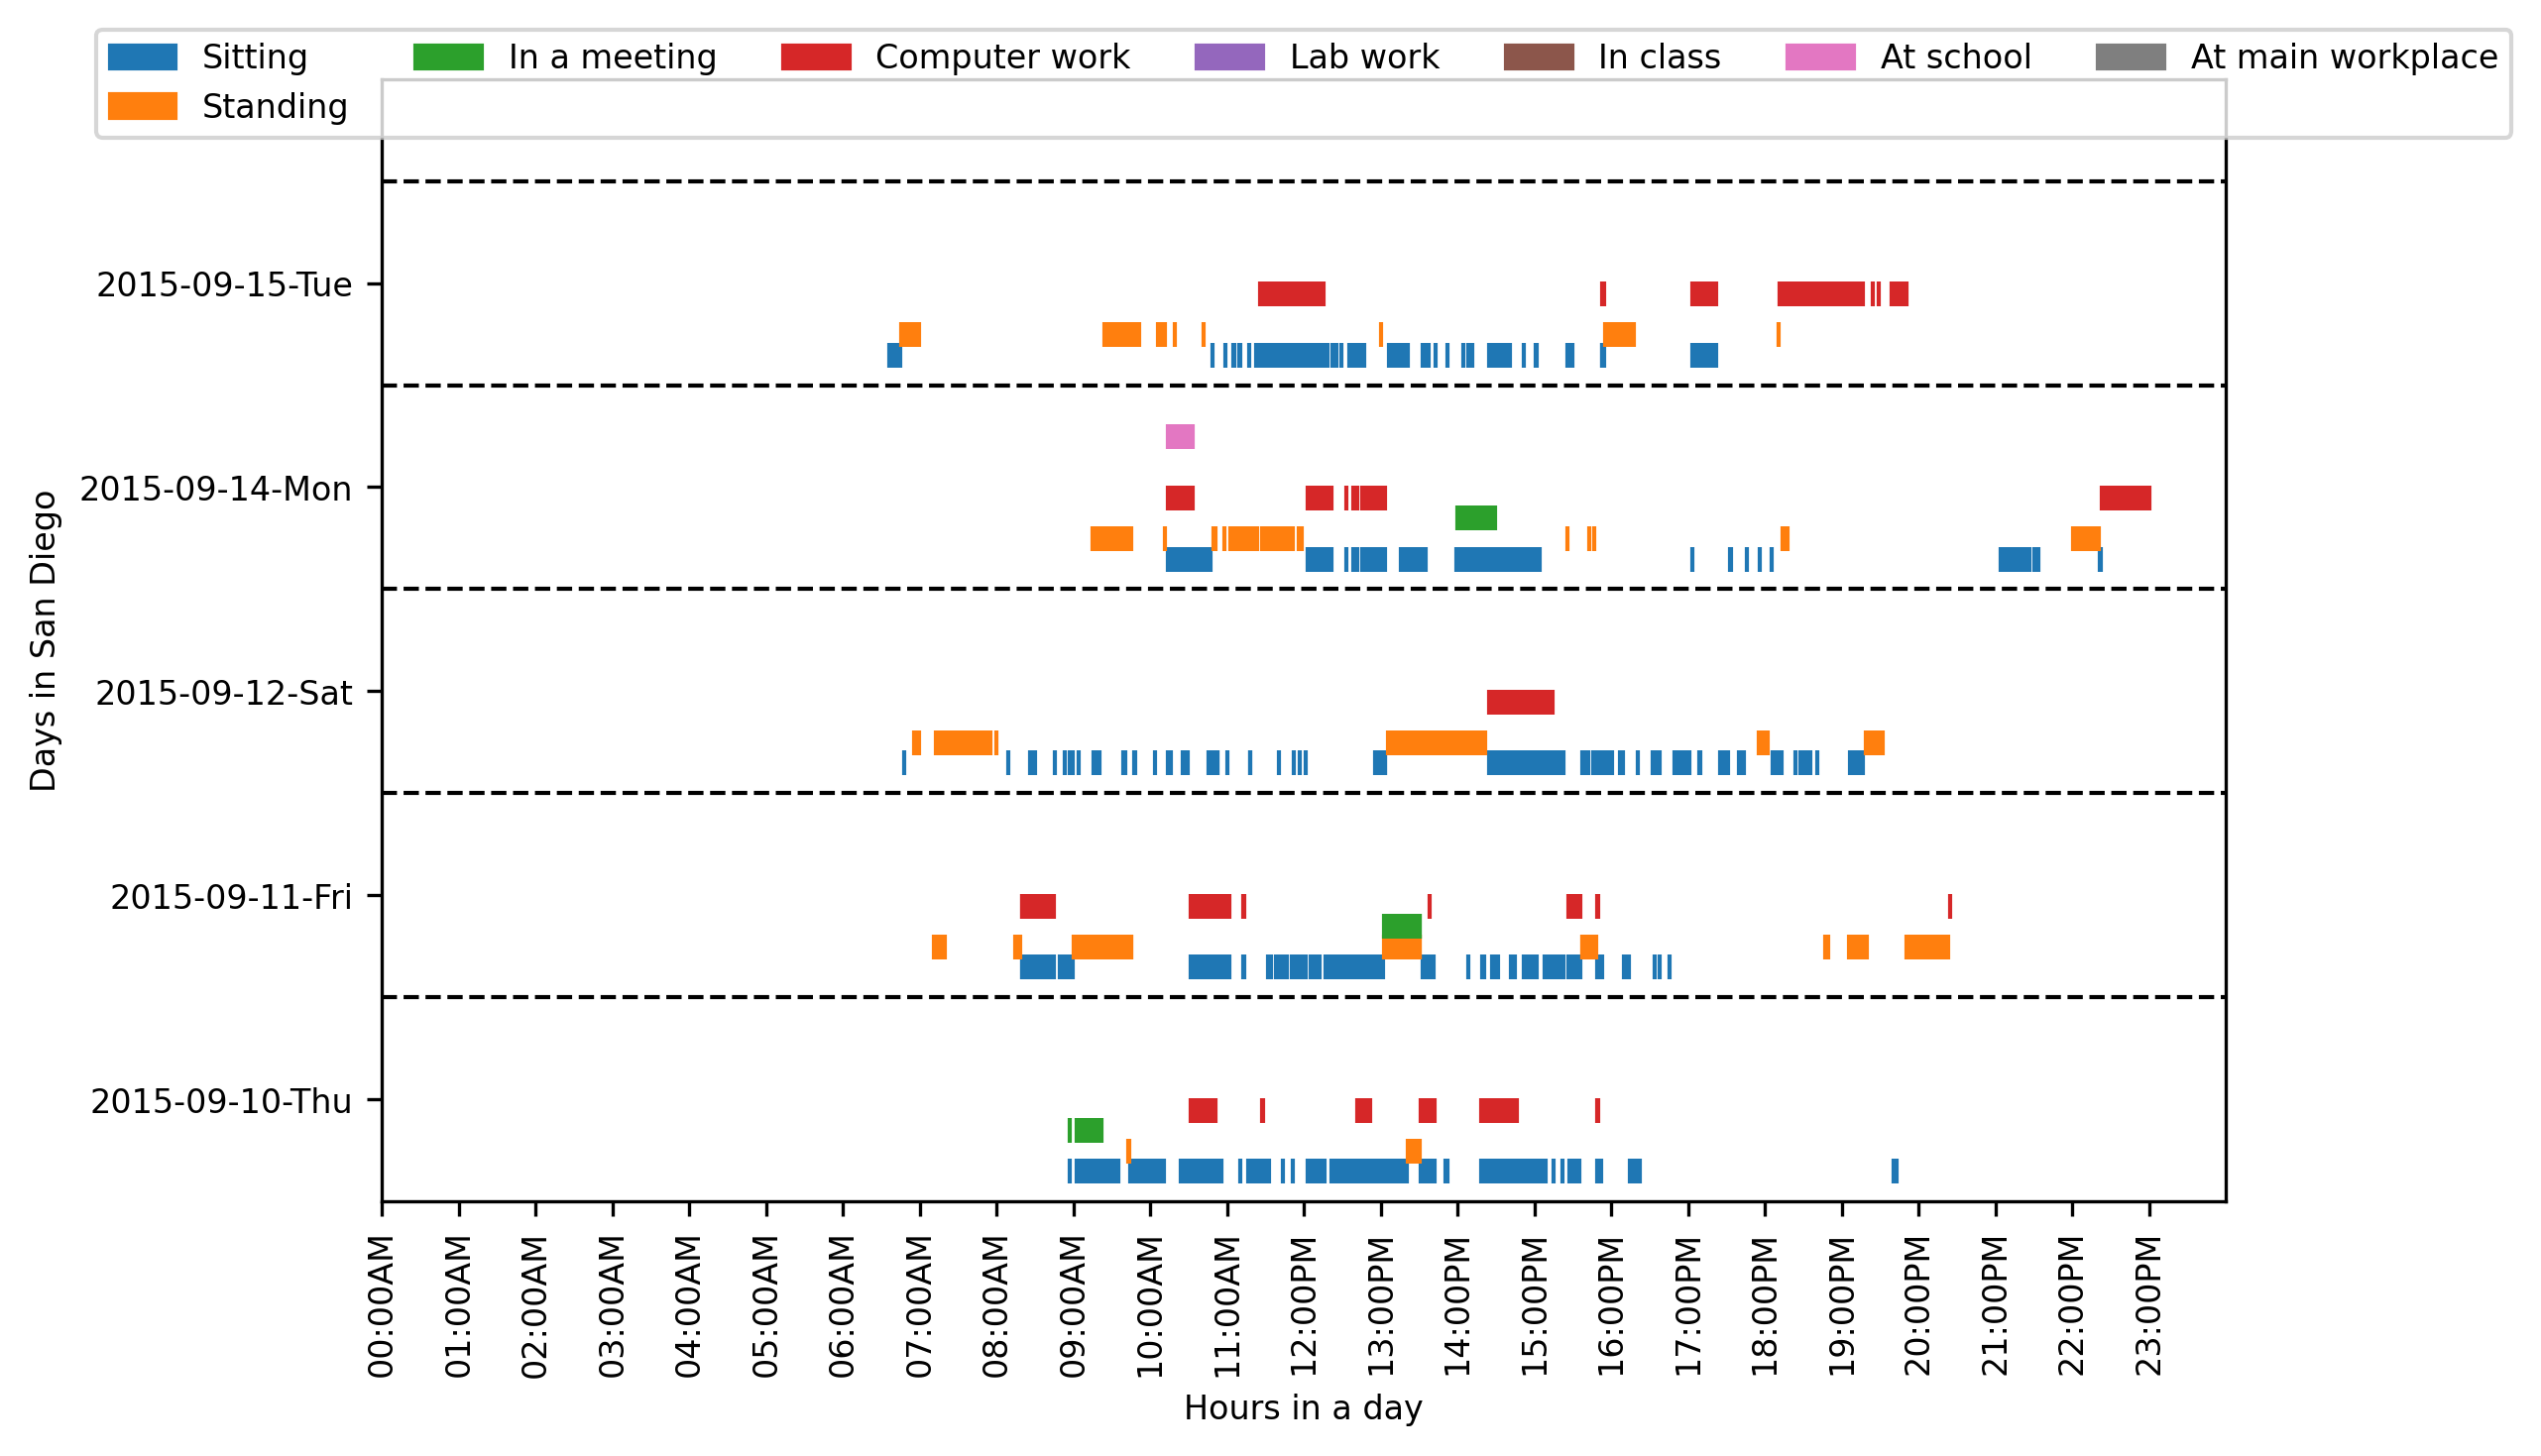 Sitting In a meeting Computer work Lab work In class At school At main workplace
Standing
Days in San Diego
2015-09-15-Tue
2015-09-14-Mon
2015-09-12-Sat
2015-09-11-Fri
2015-09-10-Thu
00:00AM 01:00AM 02:00AM 03:00AM 04:00AM 05:00AM 06:00AM 07:00AM 08:00AM 09:00AM 10:00AM 11:00AM 12:00PM 13:00PM 14:00PM 15:00PM 16:00PM 17:00PM 18:00PM 19:00PM 20:00PM 21:00PM 22:00PM 23:00PM
Hours in a day